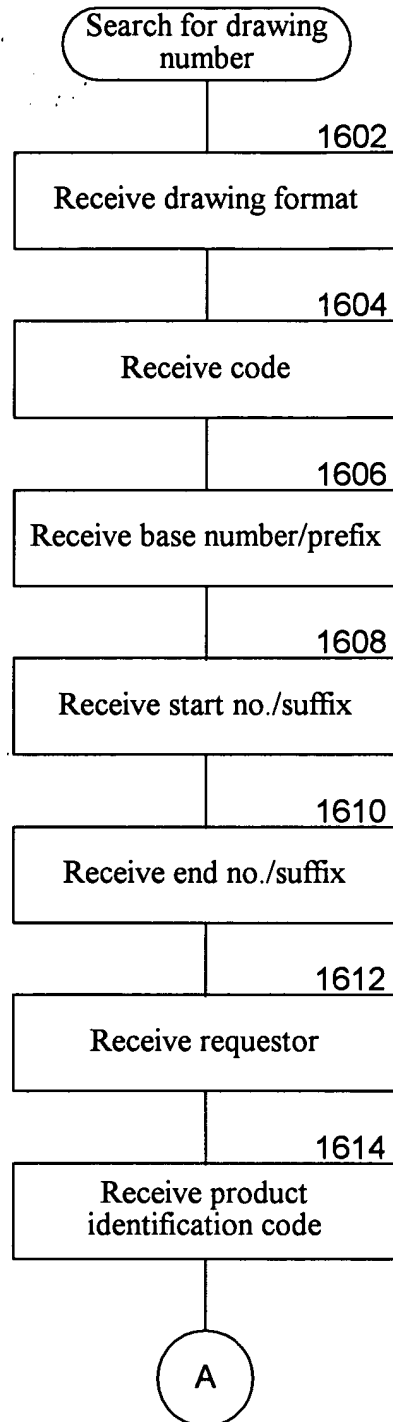 Search for drawing
number
1602
Receive drawing format
1604
Receive code
1606
Receive base number/prefix
1608
Receive start no./suffix
1610
Receive end no./suffix
1612
Receive requestor
1614
Receive product
identification code
A